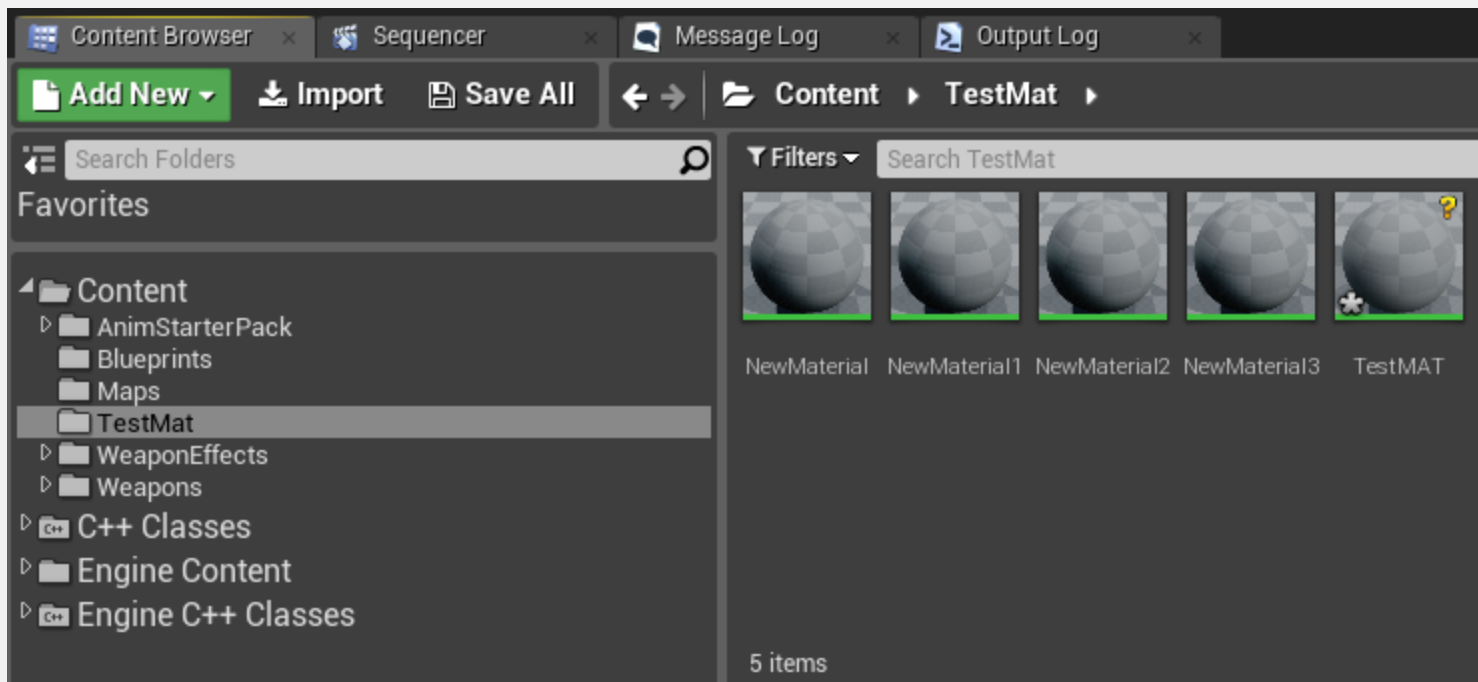 Content Browser Sequencer Message Log Output Log
Add New Import Save All Content TestMat
Search Folders
Favorites
Content
AnimStarterPack
Blueprints
Maps
TestMat
WeaponEffects
Weapons
C++ Classes
Engine Content
Engine C++ Classes
Filters Search TestMat
NewMaterial NewMaterial1 NewMaterial2 NewMaterial3 TestMAT
5 items